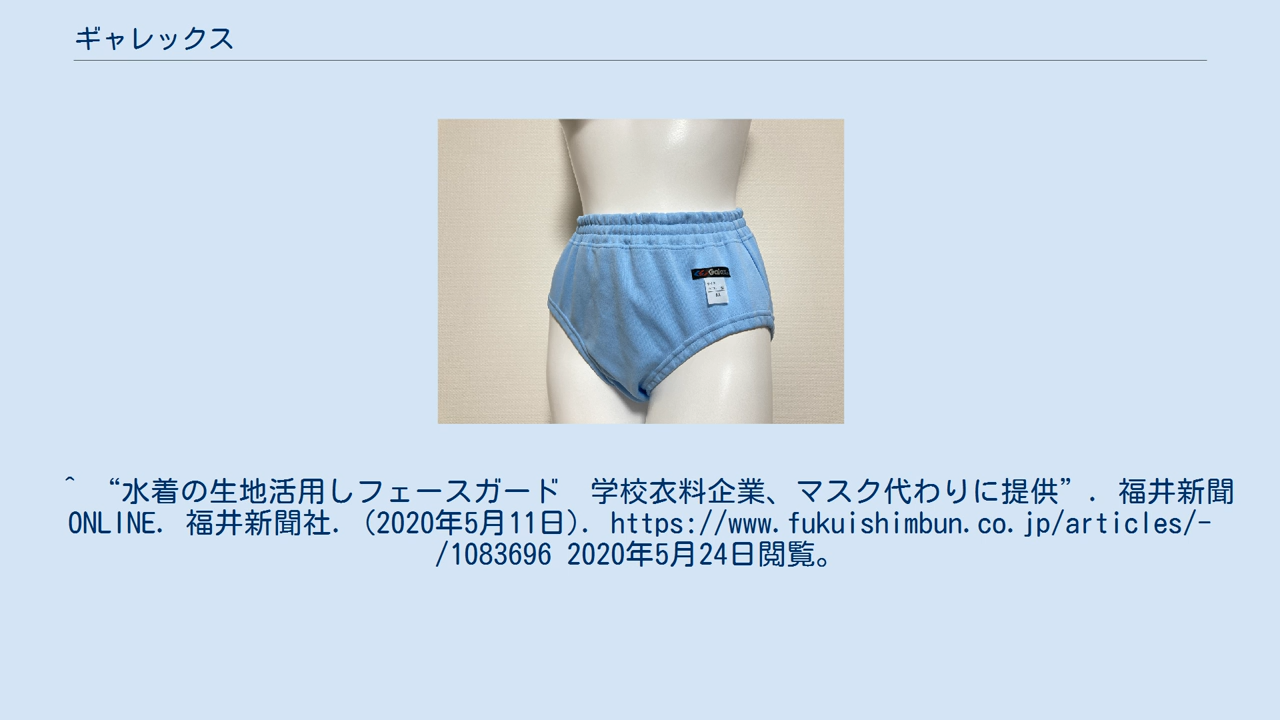 ギャレックス
Galex
^ “水着の生地活用しフェースガード　学校衣料企業、マスク代わりに提供”. 福井新聞
ONLINE. 福井新聞社. (2020年5月11日). https://www.fukuishimbun.co.jp/articles/-
/1083696 2020年5月24日閲覧。